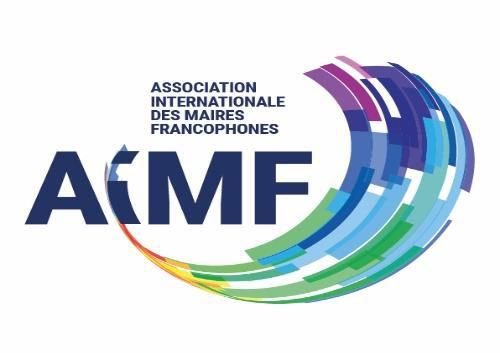 ASSOCIATION
INTERNATIONALE
DES MAIRES
FRANCOPHONES
AiMF